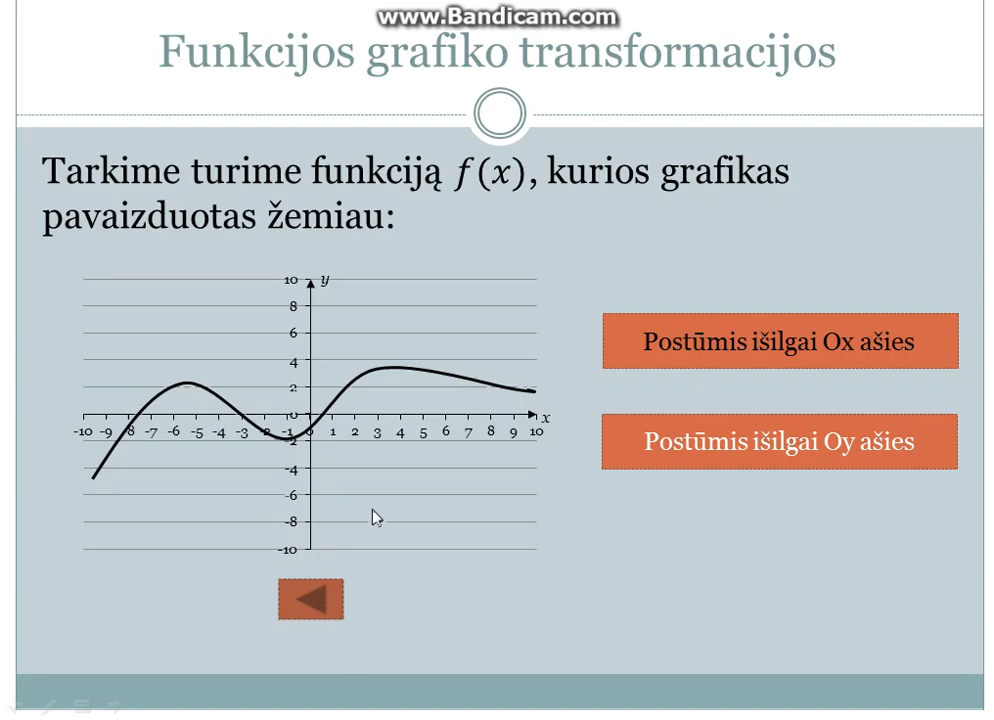 www.Bandicam.com
Funkcijos grafiko transformacijos
Tarkime turime funkciją f(x), kurios grafikas
pavaizduotas žemiau:
10 y
8
6
4
2
0 x
-10 -9 -8 -7 -6 -5 -4 -3 -2 -1 0 1 2 3 4 5 6 7 8 9 10
-2
-4
-6
-8
-10
Postūmis išilgai Ox ašies
Postūmis išilgai Oy ašies